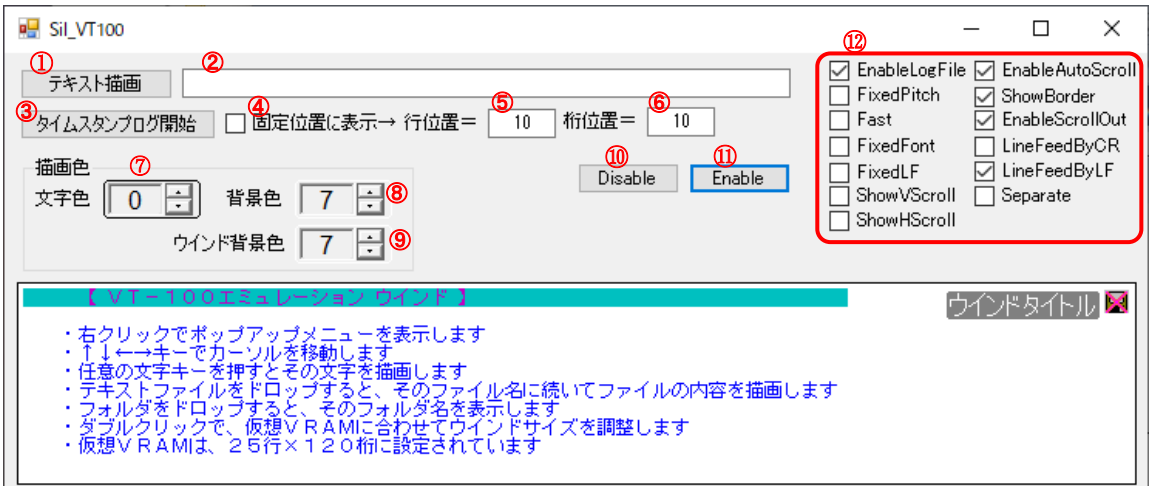 Sil_VT100
⑫
① ②
テキスト描画
③ ④ ⑤ ⑥
タイムスタンプログ開始 固定位置に表示→ 行位置＝ 10 桁位置＝ 10
描画色 ⑦ ⑩ ⑪
Disable Enable
文字色 0 背景色 7 ⑧
ウインド背景色 7 ⑨
EnableLogFile EnableAutoScroll
FixedPitch ShowBorder
Fast EnableScrollOut
FixedFont LineFeedByCR
FixedLF LineFeedByLF
ShowVScroll Separate
ShowHScroll
【 ＶＴ－１００エミュレーション ウインド 】
ウインドタイトル
・右クリックでポップアップメニューを表示します
・↑↓←→キーでカーソルを移動します
・任意の文字キーを押すとその文字を描画します
・テキストファイルをドロップすると、そのファイル名に続いてファイルの内容を描画します
・フォルダをドロップすると、そのフォルダ名を表示します
・ダブルクリックで、仮想ＶＲＡＭに合わせてウインドサイズを調整します
・仮想ＶＲＡＭは、２５行×１２０桁に設定されています